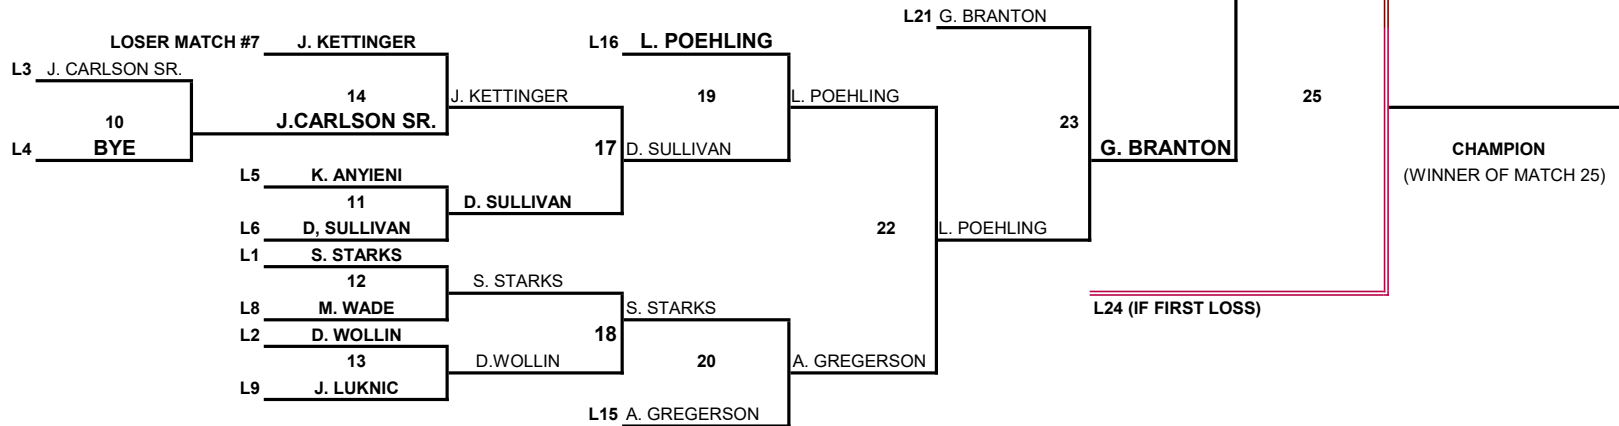 L21 G. BRANTON
LOSER MATCH #7 J. KETTINGER
L16 L. POEHLING
L3 J. CARLSON SR.
14
J. KETTINGER
19
L. POEHLING
25
10
J.CARLSON SR.
23
L4 BYE
17 D. SULLIVAN
G. BRANTON
CHAMPION
L5 K. ANYIENI
(WINNER OF MATCH 25)
11
D. SULLIVAN
L6 D, SULLIVAN
22
L. POEHLING
L1 S. STARKS
12
S. STARKS
L8 M. WADE
S. STARKS
L24 (IF FIRST LOSS)
L2 D. WOLLIN
18
13
D.WOLLIN
20
A. GREGERSON
L9 J. LUKNIC
L15 A. GREGERSON